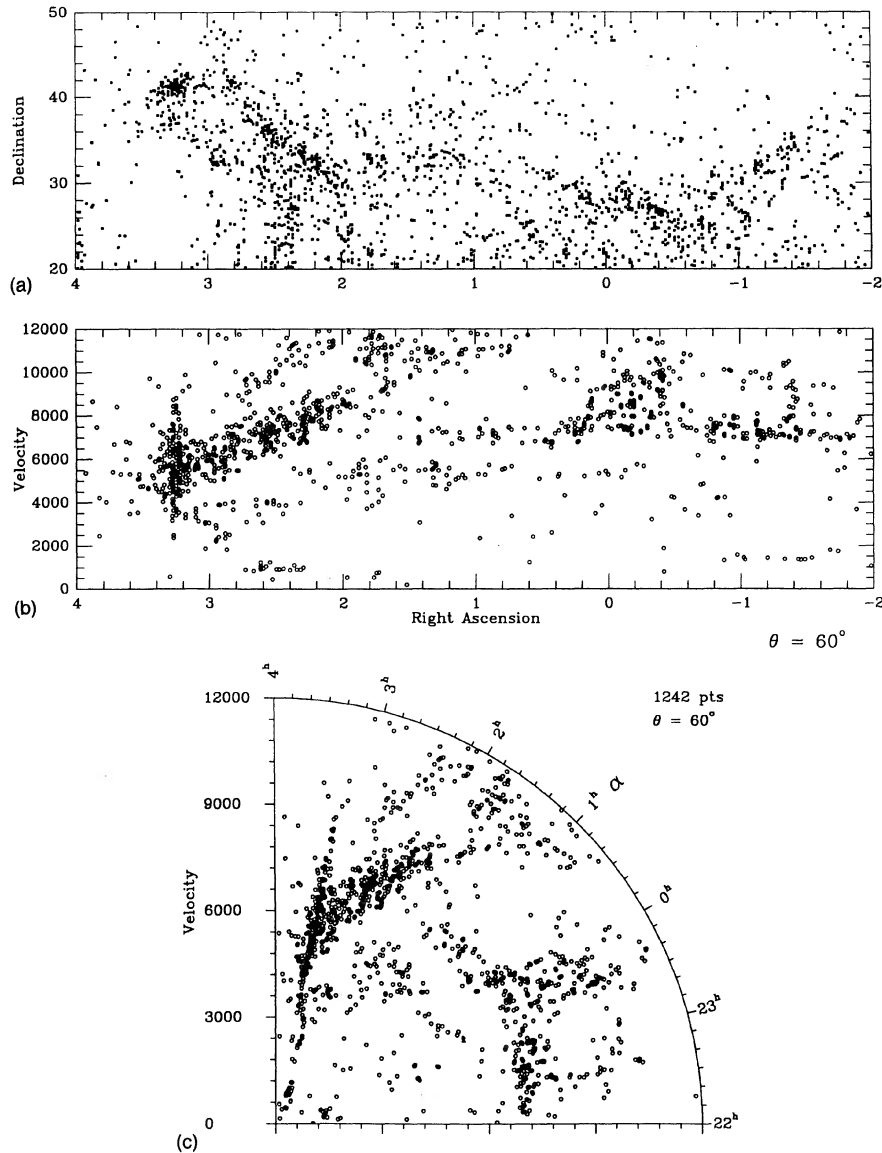 50
40
Declination
30
20
4 3 2 1 0 −1 −2
(a)
12000
10000
8000
Velocity
6000
4000
2000
0
4 3 2 1 0 −1 −2
(b)
Right Ascension
θ = 60°
4ʰ
12000
3ʰ
1242 pts
θ = 60°
2ʰ
9000
1ʰ α
Velocity
6000
0ʰ
3000
23ʰ
0
22ʰ
(c)